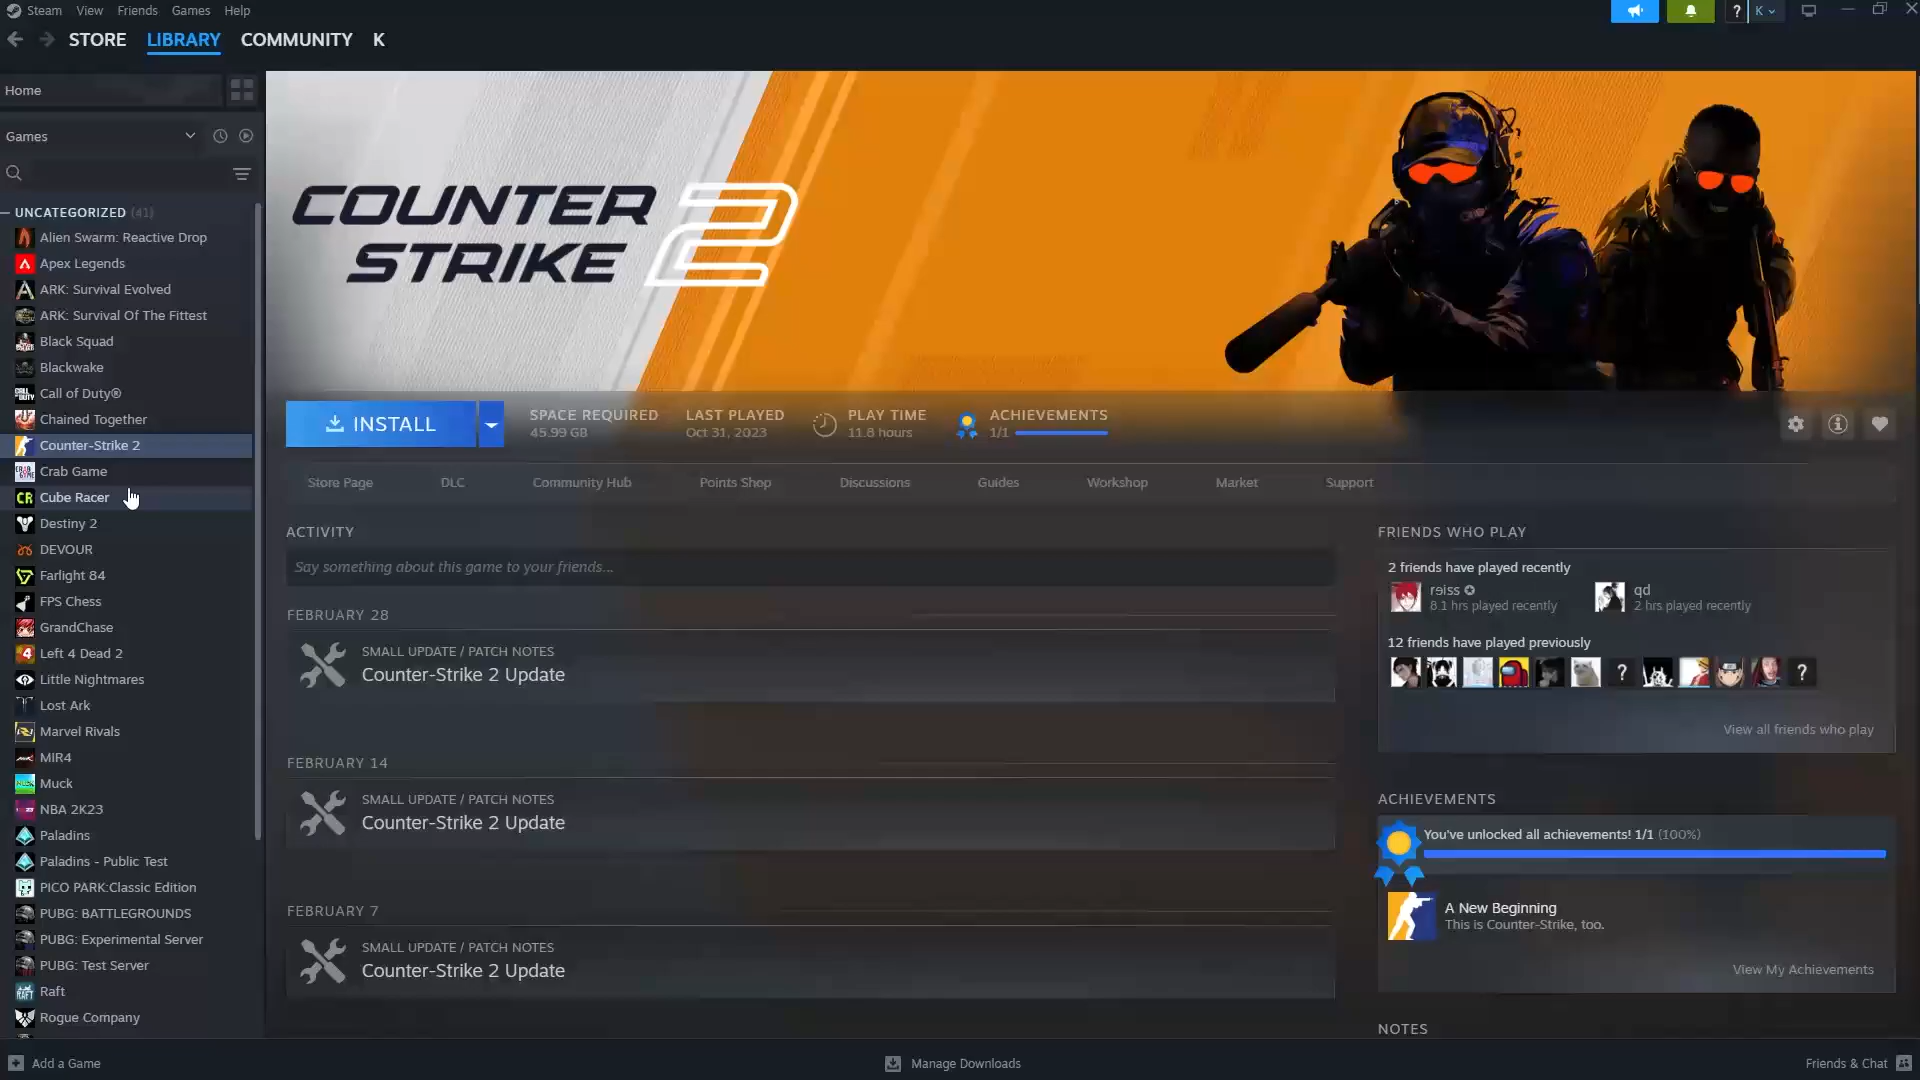 Steam View Friends Games Help
? K
STORE LIBRARY COMMUNITY K
Home
Games
UNCATEGORIZED (41)
Alien Swarm: Reactive Drop
Apex Legends
ARK: Survival Evolved
ARK: Survival Of The Fittest
Black Squad
Blackwake
Call of Duty®
Chained Together
Counter-Strike 2
Crab Game
Cube Racer
Destiny 2
DEVOUR
Farlight 84
FPS Chess
GrandChase
Left 4 Dead 2
Little Nightmares
Lost Ark
Marvel Rivals
MIR4
Muck
NBA 2K23
Paladins
Paladins - Public Test
PICO PARK:Classic Edition
PUBG: BATTLEGROUNDS
PUBG: Experimental Server
PUBG: Test Server
Raft
Rogue Company
Add a Game
COUNTER
STRIKE 2
INSTALL
SPACE REQUIRED
45.99 GB
LAST PLAYED
Oct 31, 2023
PLAY TIME
11.8 hours
ACHIEVEMENTS
1/1
Store Page DLC Community Hub Points Shop Discussions Guides Workshop Market Support
ACTIVITY
Say something about this game to your friends...
FEBRUARY 28
SMALL UPDATE / PATCH NOTES
Counter-Strike 2 Update
FEBRUARY 14
SMALL UPDATE / PATCH NOTES
Counter-Strike 2 Update
FEBRUARY 7
SMALL UPDATE / PATCH NOTES
Counter-Strike 2 Update
FRIENDS WHO PLAY
2 friends have played recently
8.1 hrs played recently
qd
2 hrs played recently
12 friends have played previously
? ?
View all friends who play
ACHIEVEMENTS
You've unlocked all achievements! 1/1 (100%)
A New Beginning
This is Counter-Strike, too.
View My Achievements
NOTES
Manage Downloads
Friends & Chat